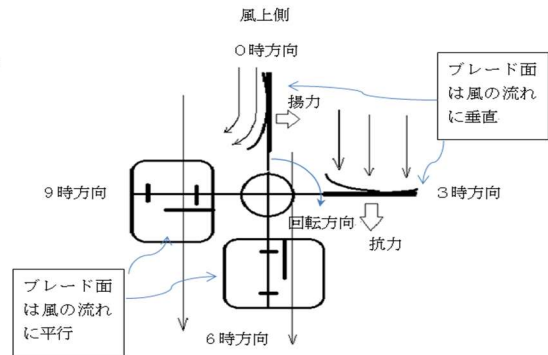 風上側
０時方向
ブレード面
は風の流れ
に垂直
揚力
９時方向
３時方向
回転方向
抗力
ブレード面
は風の流れ
に平行
６時方向